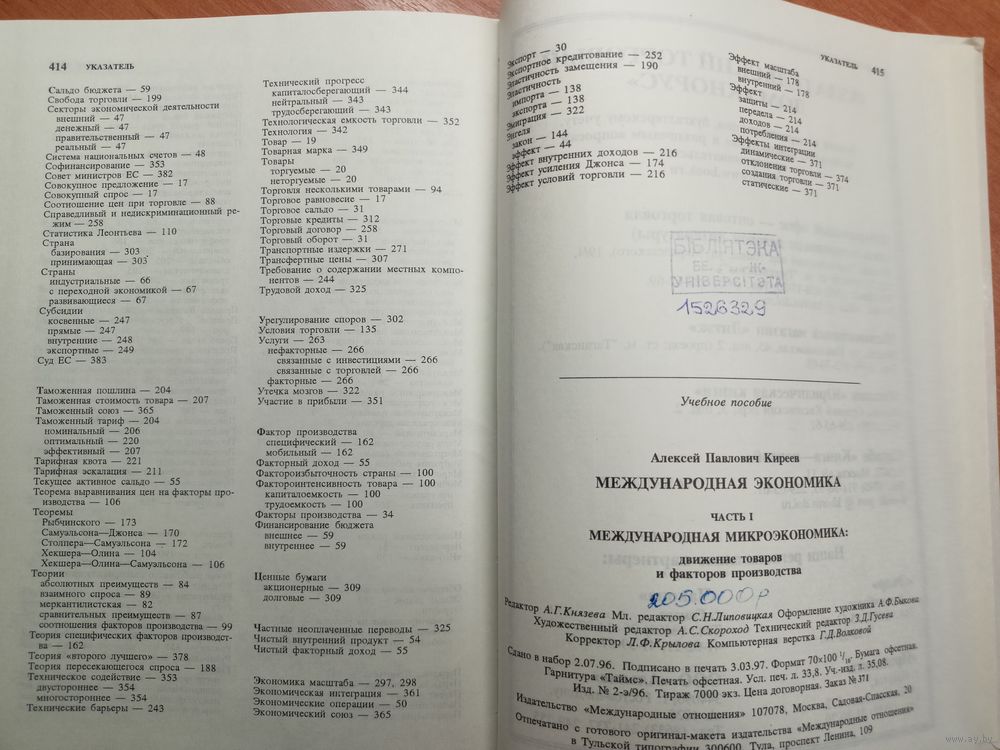 414 УКАЗАТЕЛЬ
Сальдо бюджета — 59
Свобода торговли — 199
Секторы экономической деятельности
внешний — 47
денежный — 47
правительственный — 47
реальный — 47
Система национальных счетов — 48
Софинансирование — 353
Совет министров ЕС — 382
Совокупное предложение — 17
Совокупный спрос — 17
Соотношение цен при торговле — 88
Справедливый и недискриминационный ре-
жим — 258
Статистика Леонтьева — 110
Страна
базирования — 303
принимающая — 303
Страны
индустриальные — 66
с переходной экономикой — 67
развивающиеся — 67
Субсидии
косвенные — 247
прямые — 247
внутренние — 248
экспортные — 249
Суд ЕС — 383
Таможенная пошлина — 204
Таможенная стоимость товара — 207
Таможенный союз — 365
Таможенный тариф — 204
номинальный — 206
оптимальный — 220
эффективный — 207
Тарифная квота — 221
Тарифная эскалация — 211
Текущее активное сальдо — 55
Теорема выравнивания цен на факторы про-
изводства — 106
Теоремы
Рыбчинского — 173
Самуэльсона—Джонса — 170
Столпера—Самуэльсона — 172
Хекшера—Олина — 104
Хекшера—Олина—Самуэльсона — 106
Теории
абсолютных преимуществ — 84
взаимного спроса — 89
меркантилистская — 82
сравнительных преимуществ — 87
соотношения факторов производства — 99
Теория специфических факторов производст-
ва — 162
Теория "второго лучшего" — 378
Теория пересекающегося спроса — 188
Техническое содействие — 353
двустороннее — 354
многостороннее — 354
Технические барьеры — 243
Технический прогресс
капиталосберегающий — 344
нейтральный — 343
трудосберегающий — 343
Технологическая емкость торговли — 352
Технология — 342
Товар — 19
Товарная марка — 349
Товары
торгуемые — 20
неторгуемые — 20
Торговля несколькими товарами — 94
Торговое равновесие — 17
Торговое сальдо — 31
Торговые кредиты — 312
Торговый договор — 258
Торговый оборот — 31
Транспортные издержки — 271
Трансфертные цены — 307
Требование о содержании местных компо-
нентов — 244
Трудовой доход — 325
Урегулирование споров — 302
Условия торговли — 135
Услуги — 263
нефакторные — 266
связанные с инвестициями — 266
связанные с торговлей — 266
факторные — 266
Утечка мозгов — 322
Участие в прибыли — 351
Фактор производства
специфический — 162
мобильный — 162
Факторный доход — 55
Фактороизбыточность страны — 100
Фактороинтенсивность товара — 100
капиталоемкость — 100
трудоемкость — 100
Факторы производства — 34
Финансирование бюджета
внешнее — 59
внутреннее — 59
Ценные бумаги
акционерные — 309
долговые — 309
Частные неоплаченные переводы — 325
Чистый внутренний продукт — 54
Чистый факторный доход — 55
Экономика масштаба — 297, 298
Экономическая интеграция — 361
Экономические операции — 50
Экономический союз — 365
УКАЗАТЕЛЬ 415
Экспорт — 30
Экспортное кредитование — 252
Эластичность замещения — 190
Эластичность
импорта — 138
экспорта — 138
Эмиграция — 322
Энгеля
закон — 144
эффект — 44
Эффект внутренних доходов — 216
Эффект усиления Джонса — 174
Эффект условий торговли — 216
Эффект масштаба
внешний — 178
внутренний — 178
Эффект
защиты — 214
передела — 214
доходов — 214
потребления — 214
Эффекты интеграции
динамические — 371
отклонения торговли — 374
создания торговли — 371
статические — 371
1526329
Учебное пособие
Алексей Павлович Киреев
МЕЖДУНАРОДНАЯ ЭКОНОМИКА
ЧАСТЬ I
МЕЖДУНАРОДНАЯ МИКРОЭКОНОМИКА:
движение товаров
и факторов производства
205.000р
Редактор А.Г.Князева Мл. редактор С.Н.Липовицкая Оформление художника А.Ф.Быкова
Художественный редактор А.С.Скороход Технический редактор З.Д.Гусева
Корректор Л.Ф.Крылова Компьютерная верстка Г.Д.Волковой
Сдано в набор 2.07.96. Подписано в печать 3.03.97. Формат 70×100 1/16. Бумага офсетная.
Гарнитура «Таймс». Печать офсетная. Усл. печ. л. 33,8. Уч.-изд. л. 35,08.
Изд. № 2-э/96. Тираж 7000 экз. Цена договорная. Заказ № 371
Издательство «Международные отношения» 107078, Москва, Садовая-Спасская, 20
Отпечатано с готового оригинал-макета издательства «Международные отношения»
в Тульской типографии 300600, Тула, проспект Ленина, 109
www.ay.by